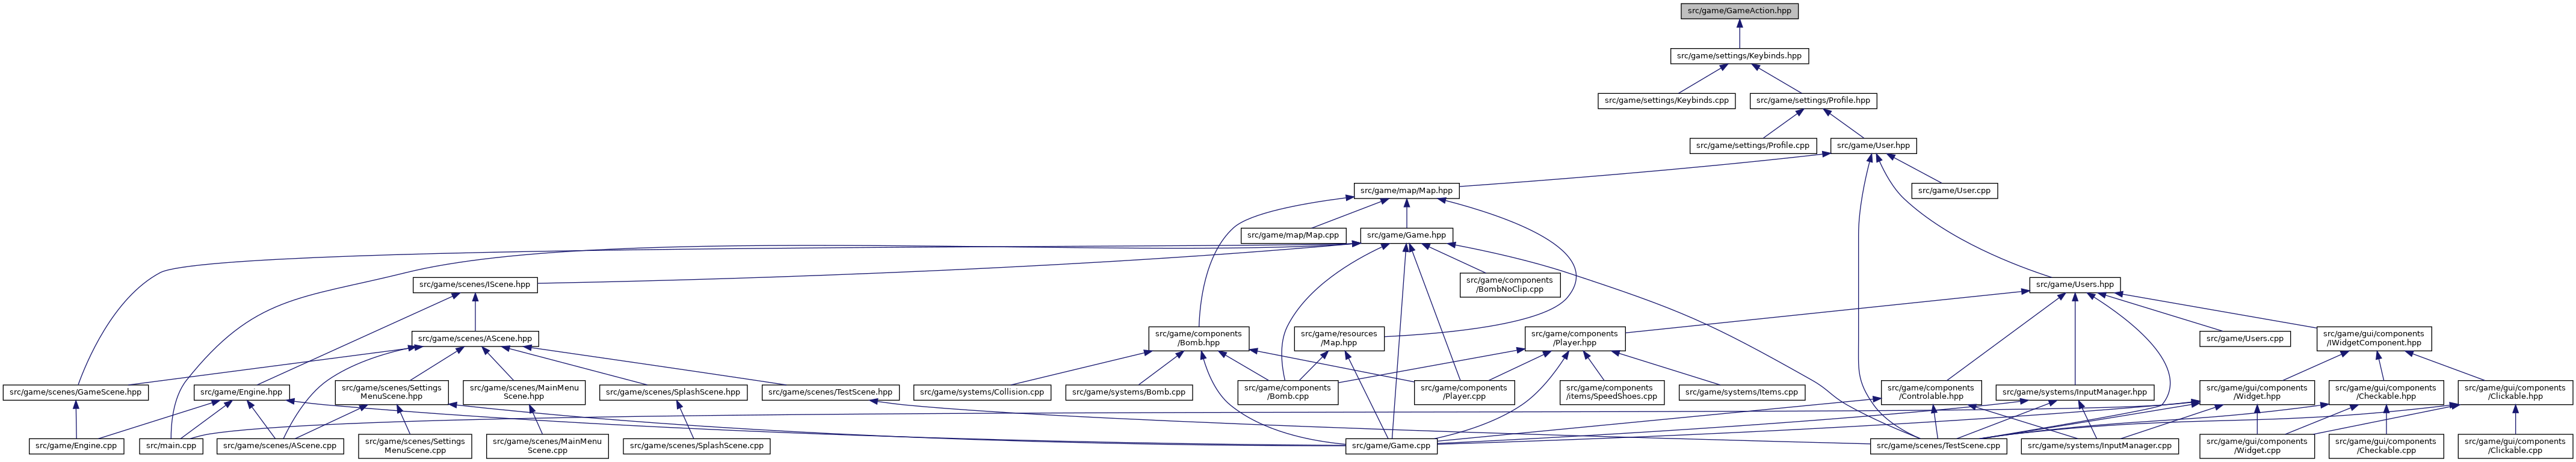 src/game/GameAction.hpp
src/game/settings/Keybinds.hpp
src/game/settings/Keybinds.cpp
src/game/settings/Profile.hpp
src/game/settings/Profile.cpp
src/game/User.hpp
src/game/map/Map.hpp
src/game/User.cpp
src/game/map/Map.cpp
src/game/Game.hpp
src/game/scenes/IScene.hpp
src/game/components
/BombNoClip.cpp
src/game/Users.hpp
src/game/scenes/AScene.hpp
src/game/components
/Bomb.hpp
src/game/resources
/Map.hpp
src/game/components
/Player.hpp
src/game/Users.cpp
src/game/gui/components
/IWidgetComponent.hpp
src/game/scenes/GameScene.hpp
src/game/Engine.hpp
src/game/scenes/Settings
MenuScene.hpp
src/game/scenes/MainMenu
Scene.hpp
src/game/scenes/SplashScene.hpp
src/game/scenes/TestScene.hpp
src/game/systems/Collision.cpp
src/game/systems/Bomb.cpp
src/game/components
/Bomb.cpp
src/game/components
/Player.cpp
src/game/components
/items/SpeedShoes.cpp
src/game/systems/Items.cpp
src/game/components
/Controlable.hpp
src/game/systems/InputManager.hpp
src/game/gui/components
/Widget.hpp
src/game/gui/components
/Checkable.hpp
src/game/gui/components
/Clickable.hpp
src/game/Engine.cpp
src/main.cpp
src/game/scenes/AScene.cpp
src/game/scenes/Settings
MenuScene.cpp
src/game/scenes/MainMenu
Scene.cpp
src/game/scenes/SplashScene.cpp
src/game/Game.cpp
src/game/scenes/TestScene.cpp
src/game/systems/InputManager.cpp
src/game/gui/components
/Widget.cpp
src/game/gui/components
/Checkable.cpp
src/game/gui/components
/Clickable.cpp